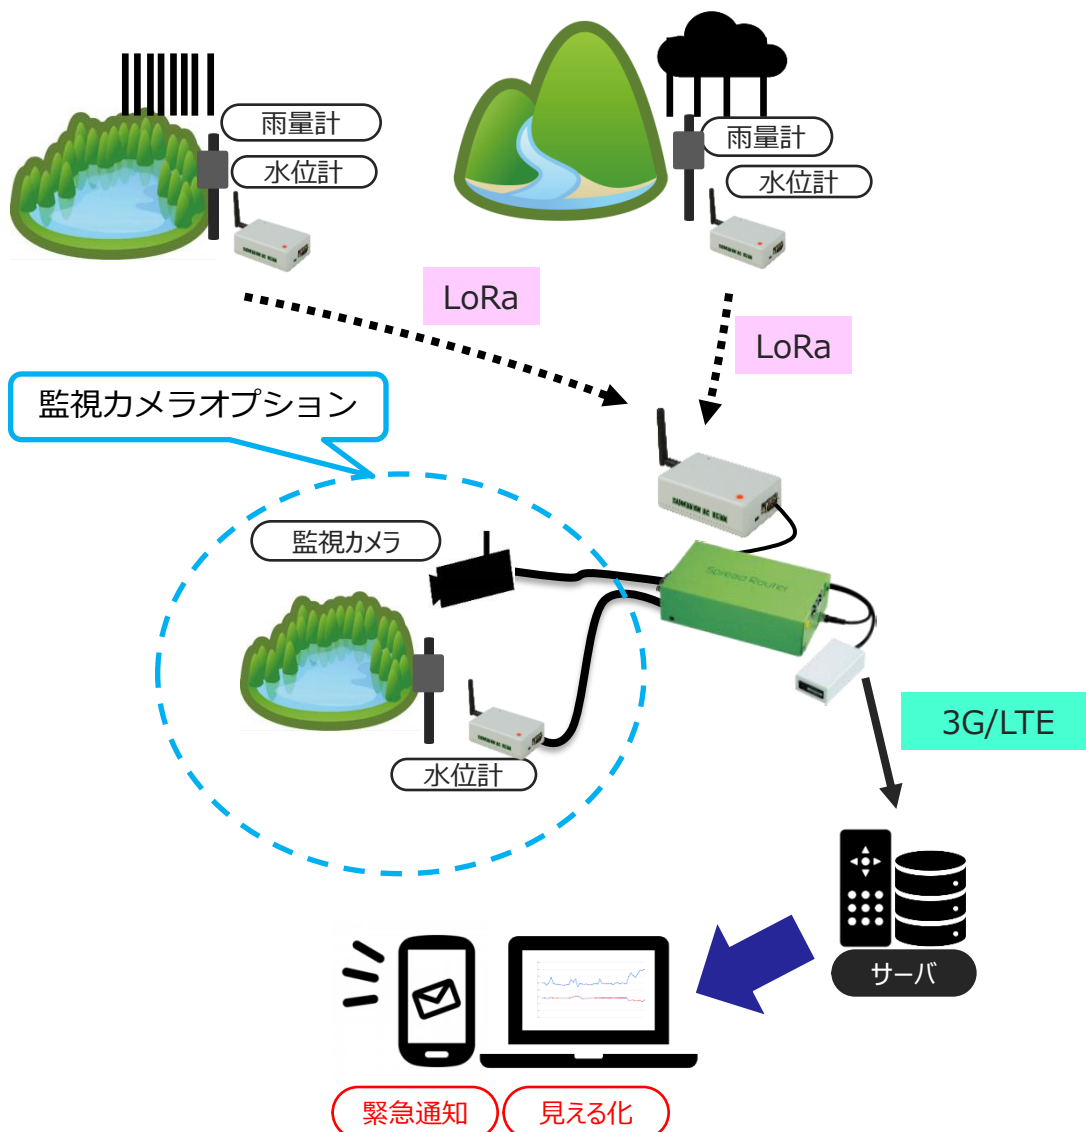 雨量計
水位計
雨量計
水位計
LoRa
LoRa
監視カメラオプション
監視カメラ
Spread Router
水位計
3G/LTE
サーバ
緊急通知
見える化